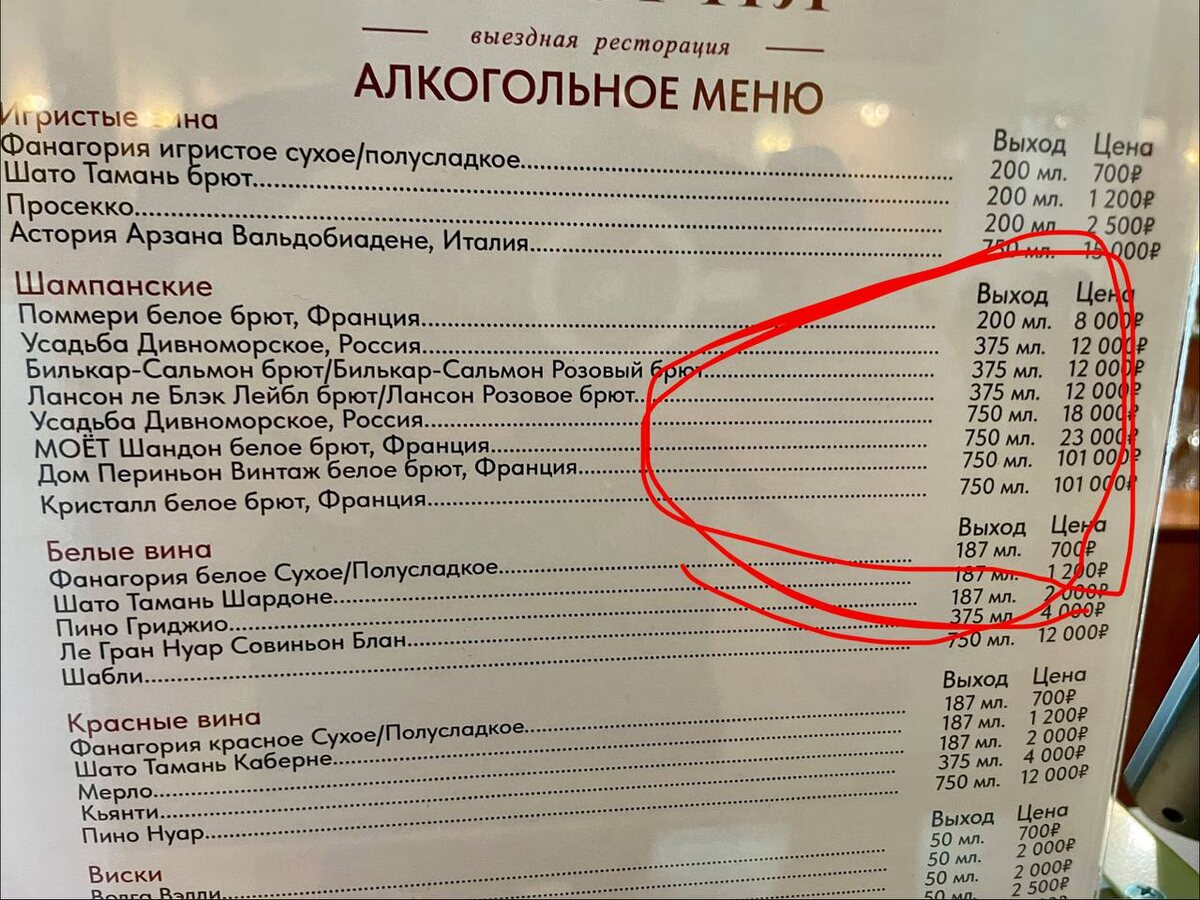 выездная ресторация
АЛКОГОЛЬНОЕ МЕНЮ
Игристые вина Выход Цена
Фанагория игристое сухое/полусладкое 200 мл. 700₽
Шато Тамань брют 200 мл. 1 200₽
Просекко 200 мл. 2 500₽
Астория Арзана Вальдобиадене, Италия 750 мл. 15 000₽
Шампанские Выход Цена
Поммери белое брют, Франция 200 мл. 8 000₽
Усадьба Дивноморское, Россия 375 мл. 12 000₽
Билькар-Сальмон брют/Билькар-Сальмон Розовый брют 375 мл. 12 000₽
Лансон ле Блэк Лейбл брют/Лансон Розовое брют 375 мл. 12 000₽
Усадьба Дивноморское, Россия 750 мл. 18 000₽
МОЁТ Шандон белое брют, Франция 750 мл. 23 000₽
Дом Периньон Винтаж белое брют, Франция 750 мл. 101 000₽
Кристалл белое брют, Франция 750 мл. 101 000₽
Белые вина Выход Цена
Фанагория белое Сухое/Полусладкое 187 мл. 700₽
Шато Тамань Шардоне 187 мл. 1 200₽
Пино Гриджио 187 мл. 2 000₽
Ле Гран Нуар Совиньон Блан 375 мл. 4 000₽
Шабли 750 мл. 12 000₽
Красные вина Выход Цена
Фанагория красное Сухое/Полусладкое 187 мл. 700₽
Шато Тамань Каберне 187 мл. 1 200₽
Мерло 187 мл. 2 000₽
Кьянти 375 мл. 4 000₽
Пино Нуар 750 мл. 12 000₽
Виски Выход Цена
Волга Вэлли 50 мл. 700₽
50 мл. 2 000₽
50 мл. 2 000₽
50 мл. 2 500₽